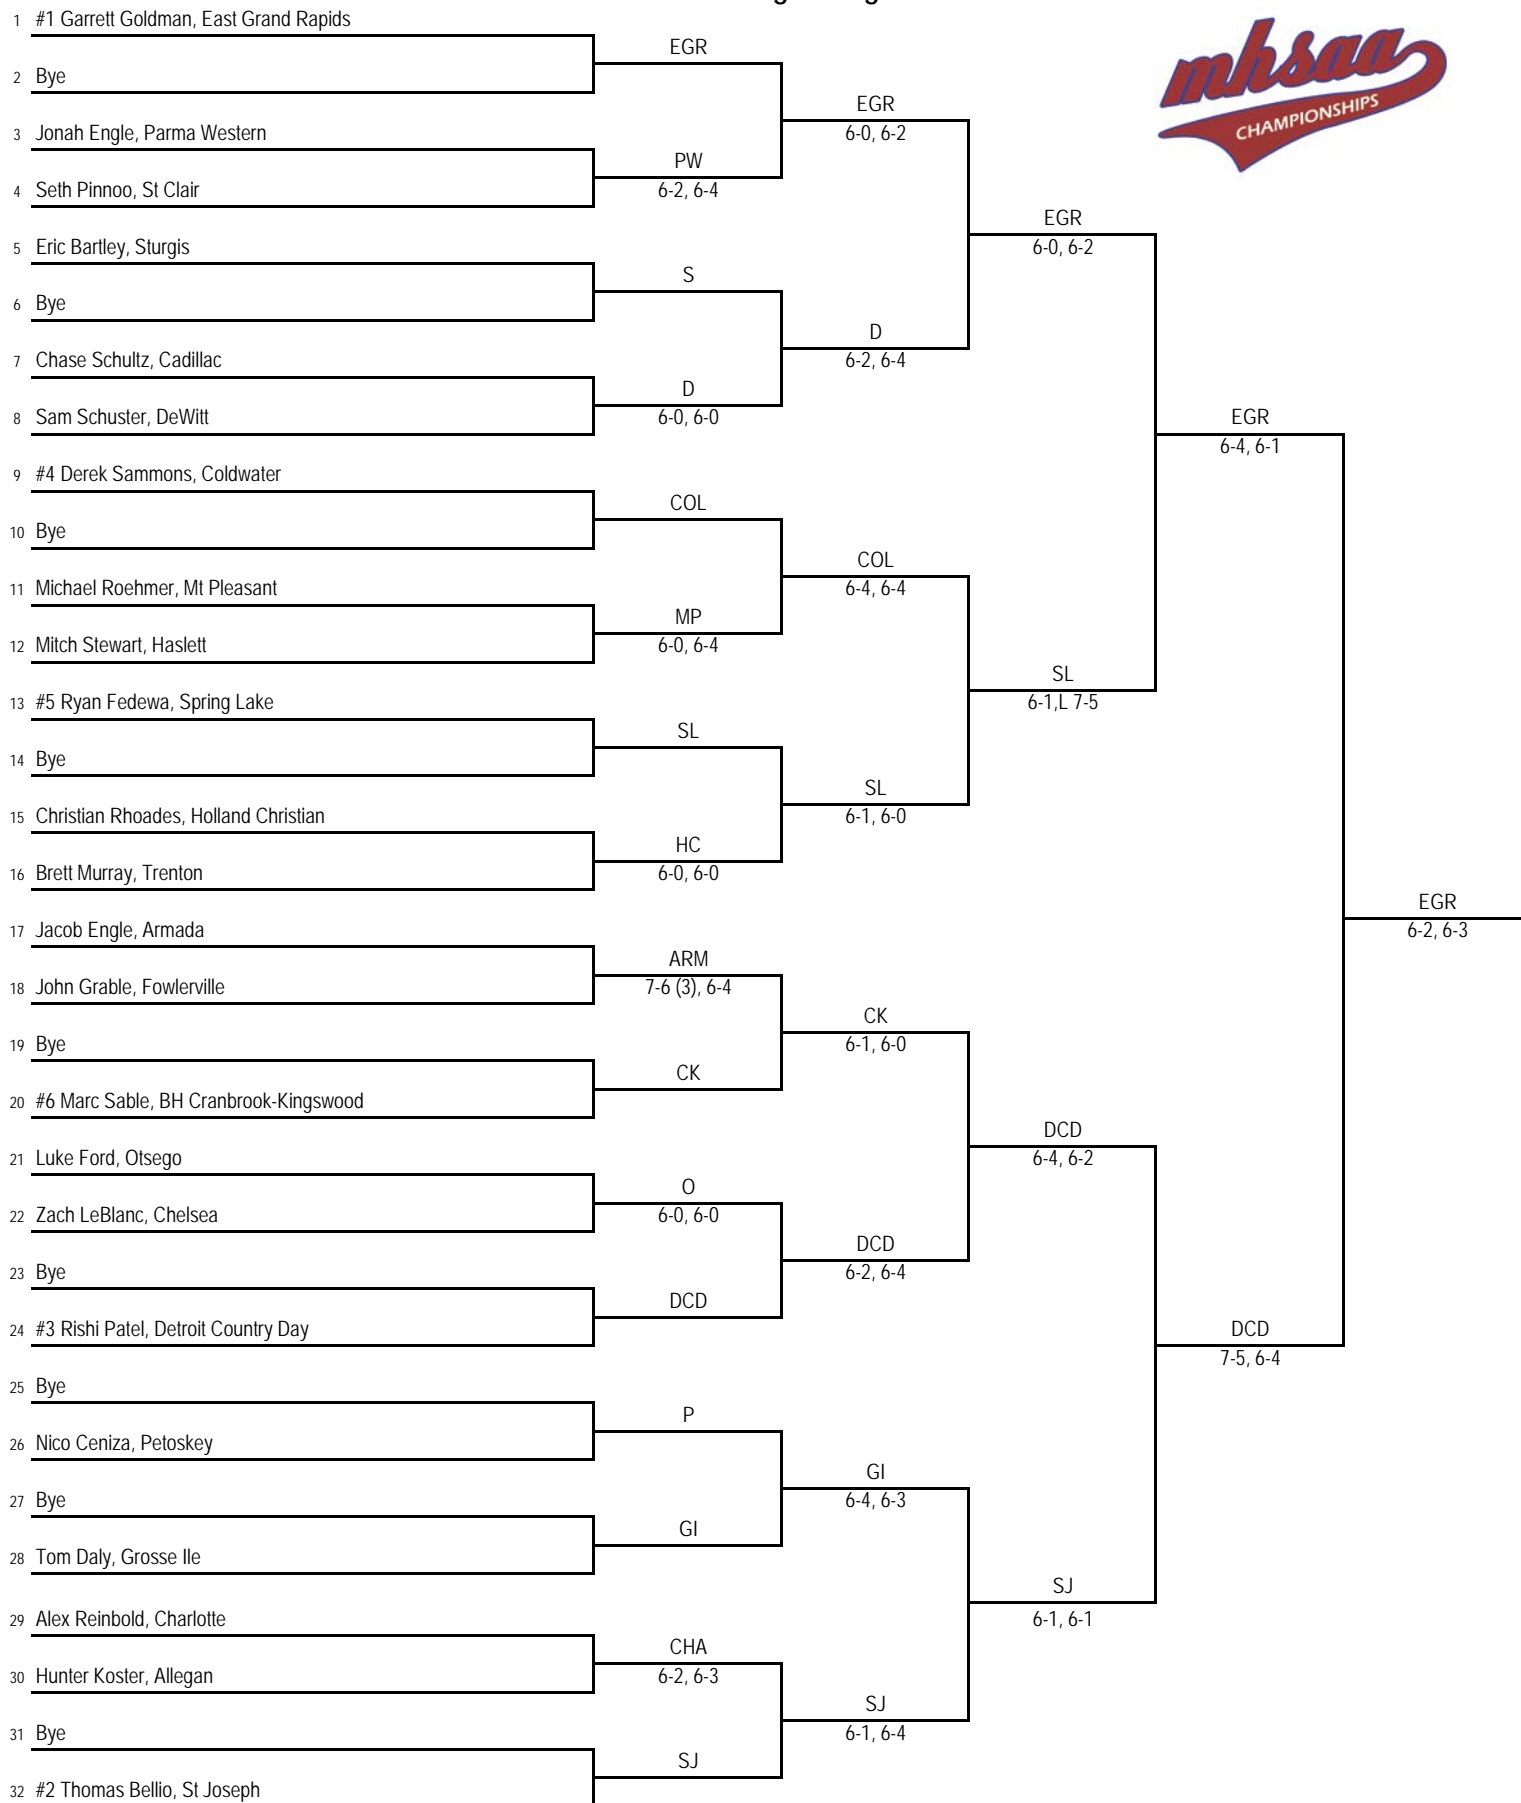 1 #1 Garrett Goldman, East Grand Rapids
2 Bye
3 Jonah Engle, Parma Western
4 Seth Pinnoo, St Clair
5 Eric Bartley, Sturgis
6 Bye
7 Chase Schultz, Cadillac
8 Sam Schuster, DeWitt
9 #4 Derek Sammons, Coldwater
10 Bye
11 Michael Roehmer, Mt Pleasant
12 Mitch Stewart, Haslett
13 #5 Ryan Fedewa, Spring Lake
14 Bye
15 Christian Rhoades, Holland Christian
16 Brett Murray, Trenton
17 Jacob Engle, Armada
18 John Grable, Fowlerville
19 Bye
20 #6 Marc Sable, BH Cranbrook-Kingswood
21 Luke Ford, Otsego
22 Zach LeBlanc, Chelsea
23 Bye
24 #3 Rishi Patel, Detroit Country Day
25 Bye
26 Nico Ceniza, Petoskey
27 Bye
28 Tom Daly, Grosse Ile
29 Alex Reinbold, Charlotte
30 Hunter Koster, Allegan
31 Bye
32 #2 Thomas Bellio, St Joseph
EGR
PW
6-2, 6-4
S
D
6-0, 6-0
COL
MP
6-0, 6-4
SL
HC
6-0, 6-0
ARM
7-6 (3), 6-4
CK
O
6-0, 6-0
DCD
P
GI
CHA
6-2, 6-3
SJ
EGR
6-0, 6-2
D
6-2, 6-4
COL
6-4, 6-4
SL
6-1, 6-0
CK
6-1, 6-0
DCD
6-2, 6-4
GI
6-4, 6-3
SJ
6-1, 6-4
EGR
6-0, 6-2
SL
6-1,L 7-5
DCD
6-4, 6-2
SJ
6-1, 6-1
EGR
6-4, 6-1
DCD
7-5, 6-4
EGR
6-2, 6-3
mhsaa
CHAMPIONSHIPS